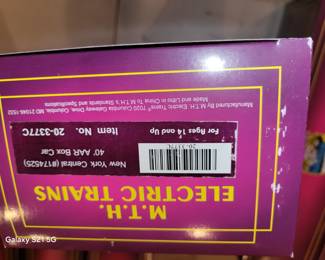 M.T.H.
ELECTRIC TRAINS
New York Central (#174525)
40' AAR Box Car
20-3377C
Item No. 20-3377C
For Ages 14 and Up
Manufactured By M.T.H. Electric Trains® 7020 Columbia Gateway Drive, Columbia, MD 21046-1532
Made and Litho in China To M.T.H. Standards and Specifications
Galaxy S21 5G